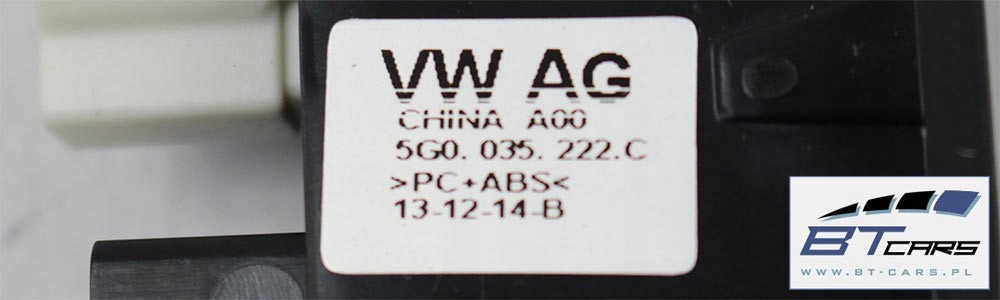 VW AG
CHINA A00
5G0. 035. 222.C
>PC+ABS<
13-12-14-B
BT CARS
WWW.BT-CARS.PL